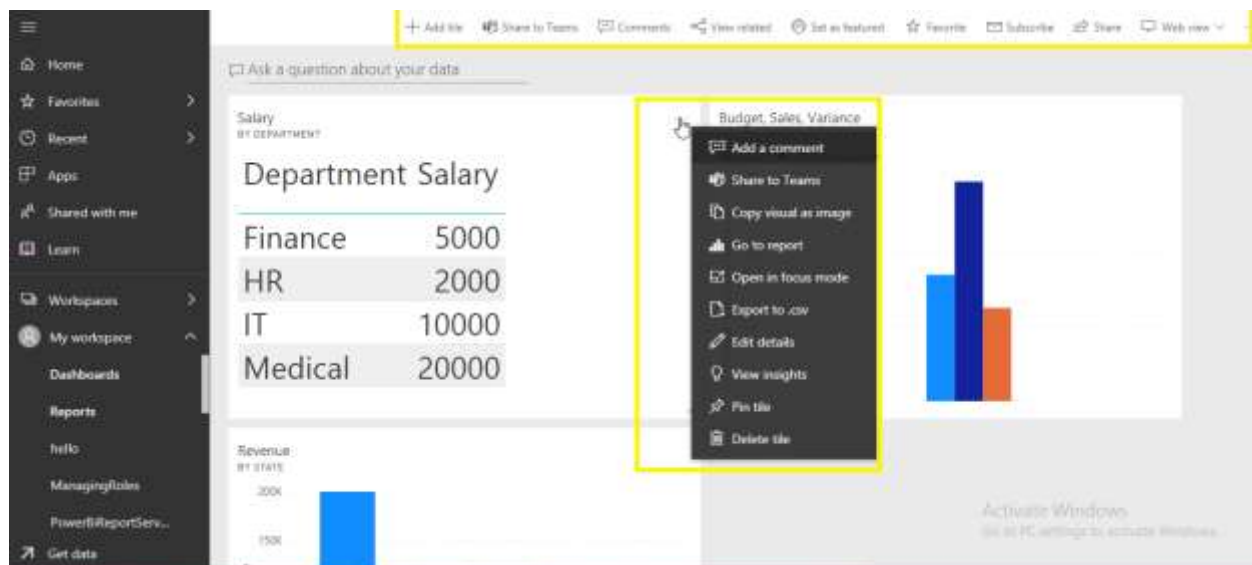 + Add tile Share to Teams Comments View related Set as featured Favorite Subscribe Share Web view
Home
Favorites
Recent
Apps
Shared with me
Learn
Workspaces
My workspace
Dashboards
Reports
hello
ManagingRoles
PowerBiReportServ...
Get data
Ask a question about your data
Salary
BY DEPARTMENT
Department Salary
Finance 5000
HR 2000
IT 10000
Medical 20000
Budget, Sales, Variance
Add a comment
Share to Teams
Copy visual as image
Go to report
Open in focus mode
Export to .csv
Edit details
View insights
Pin tile
Delete tile
Revenue
BY STATE
200K
150K
Activate Windows
Go to PC settings to activate Windows.